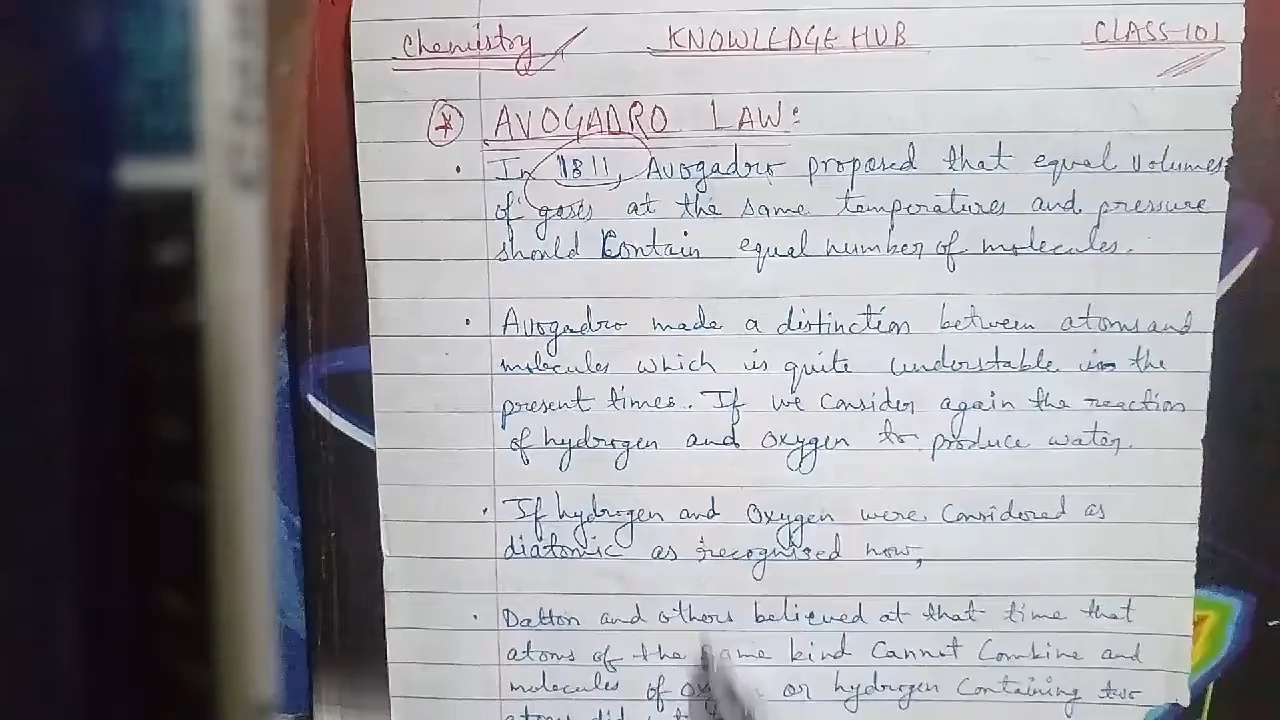 Chemistry KNOWLEDGE HUB CLASS-101
AVOGADRO LAW:
In 1811, Avogadro proposed that equal volumes
of gases at the same temperatures and pressure
should contain equal number of molecules.
Avogadro made a distinction between atoms and
molecules which is quite understable in the
present times. If we consider again the reaction
of hydrogen and oxygen to produce water.
If hydrogen and oxygen were considered as
diatomic as recognised now,
Dalton and others believed at that time that
atoms of the same kind cannot combine and
molecules of or hydrogen containing two